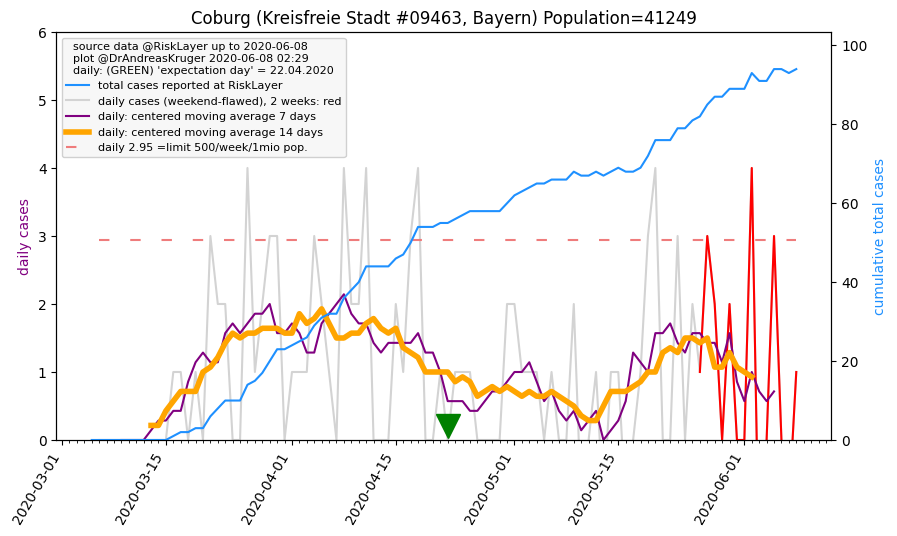 Coburg (Kreisfreie Stadt #09463, Bayern) Population=41249
source data @RiskLayer up to 2020-06-08
plot @DrAndreasKruger 2020-06-08 02:29
daily: (GREEN) 'expectation day' = 22.04.2020
total cases reported at RiskLayer
daily cases (weekend-flawed), 2 weeks: red
daily: centered moving average 7 days
daily: centered moving average 14 days
daily 2.95 =limit 500/week/1mio pop.
daily cases
6
5
4
3
2
1
0
100
80
60
40
20
0
cumulative total cases
2020-03-01
2020-03-15
2020-04-01
2020-04-15
2020-05-01
2020-05-15
2020-06-01